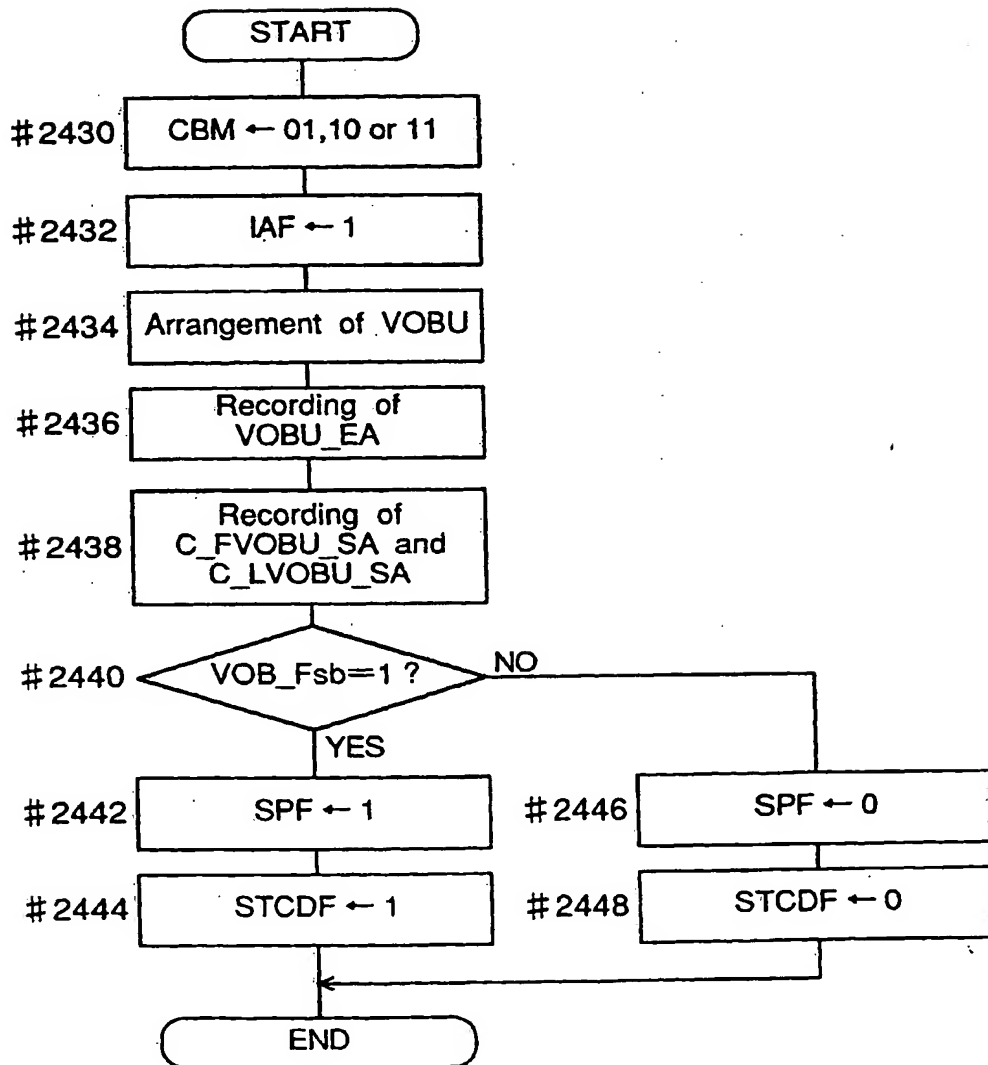 START
#2430
CBM ← 01,10 or 11
#2432
IAF ← 1
#2434
Arrangement of VOBU
#2436
Recording of
VOBU_EA
#2438
Recording of
C_FVOBU_SA and
C_LVOBU_SA
#2440
VOB_Fsb=1 ?
NO
YES
#2442
SPF ← 1
#2446
SPF ← 0
#2444
STCDF ← 1
#2448
STCDF ← 0
END